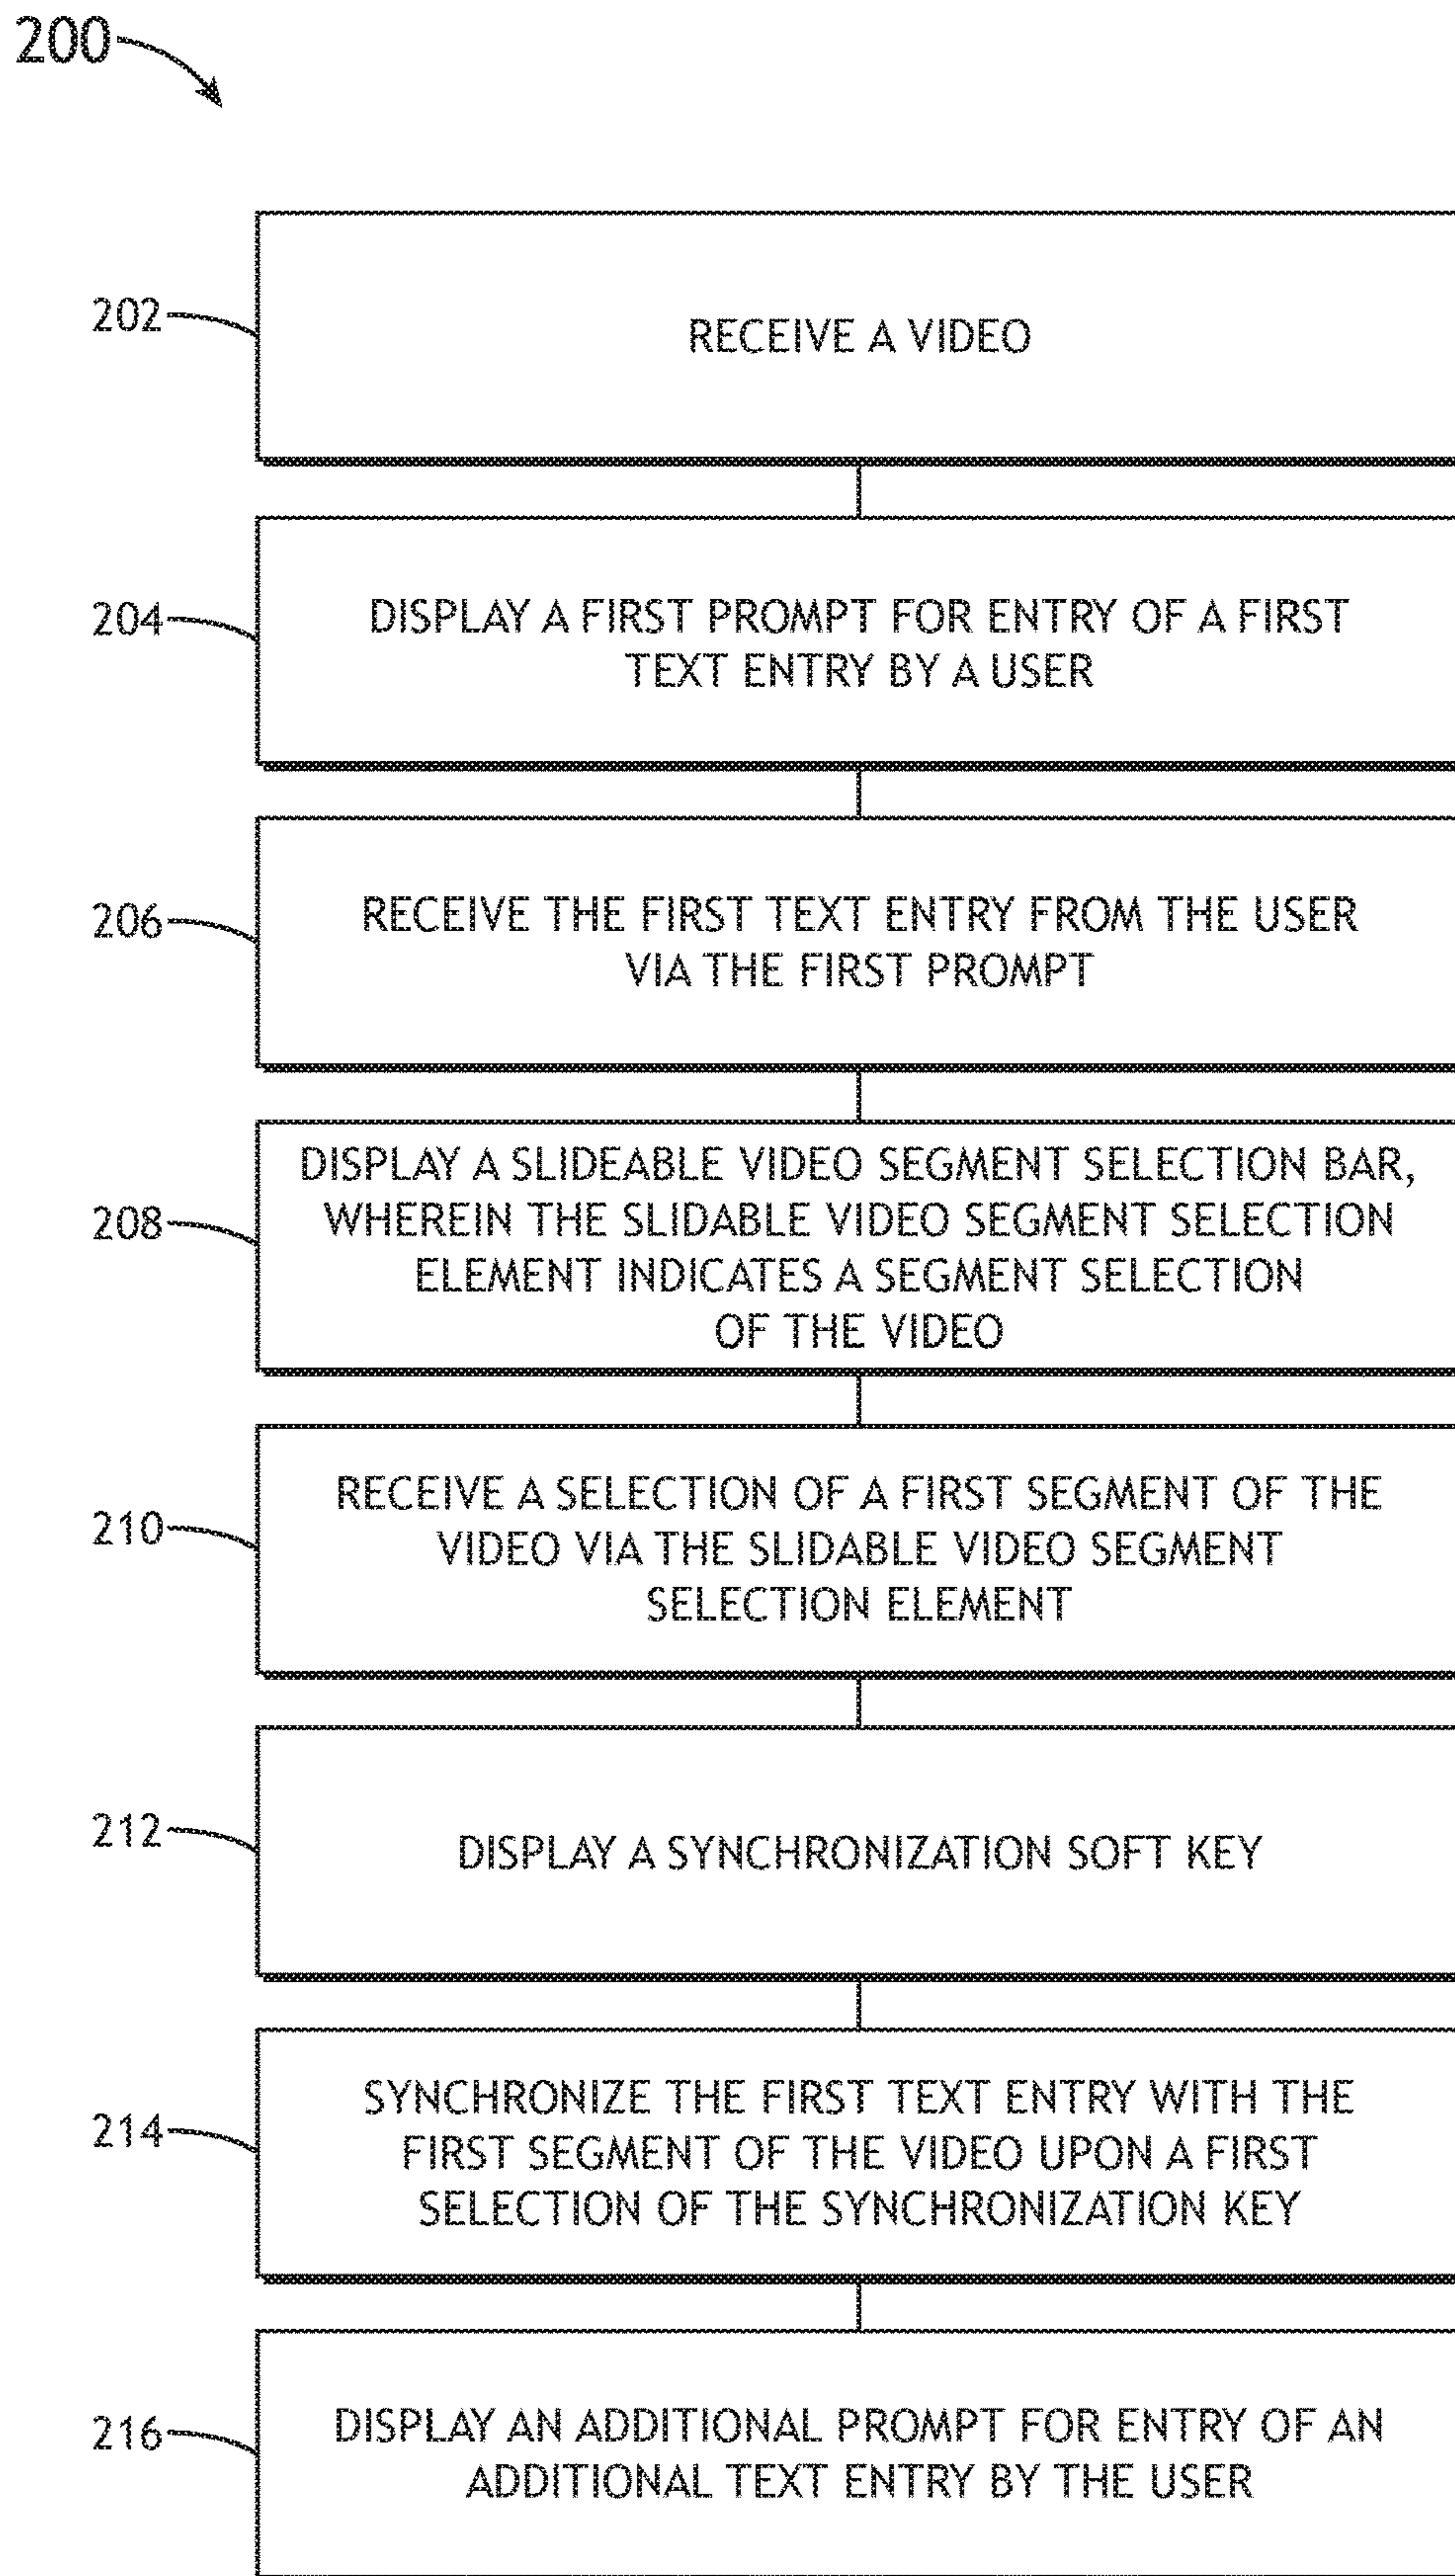 200
202
RECEIVE A VIDEO
204
DISPLAY A FIRST PROMPT FOR ENTRY OF A FIRST
TEXT ENTRY BY A USER
206
RECEIVE THE FIRST TEXT ENTRY FROM THE USER
VIA THE FIRST PROMPT
208
DISPLAY A SLIDEABLE VIDEO SEGMENT SELECTION BAR,
WHEREIN THE SLIDABLE VIDEO SEGMENT SELECTION
ELEMENT INDICATES A SEGMENT SELECTION
OF THE VIDEO
210
RECEIVE A SELECTION OF A FIRST SEGMENT OF THE
VIDEO VIA THE SLIDABLE VIDEO SEGMENT
SELECTION ELEMENT
212
DISPLAY A SYNCHRONIZATION SOFT KEY
214
SYNCHRONIZE THE FIRST TEXT ENTRY WITH THE
FIRST SEGMENT OF THE VIDEO UPON A FIRST
SELECTION OF THE SYNCHRONIZATION KEY
216
DISPLAY AN ADDITIONAL PROMPT FOR ENTRY OF AN
ADDITIONAL TEXT ENTRY BY THE USER